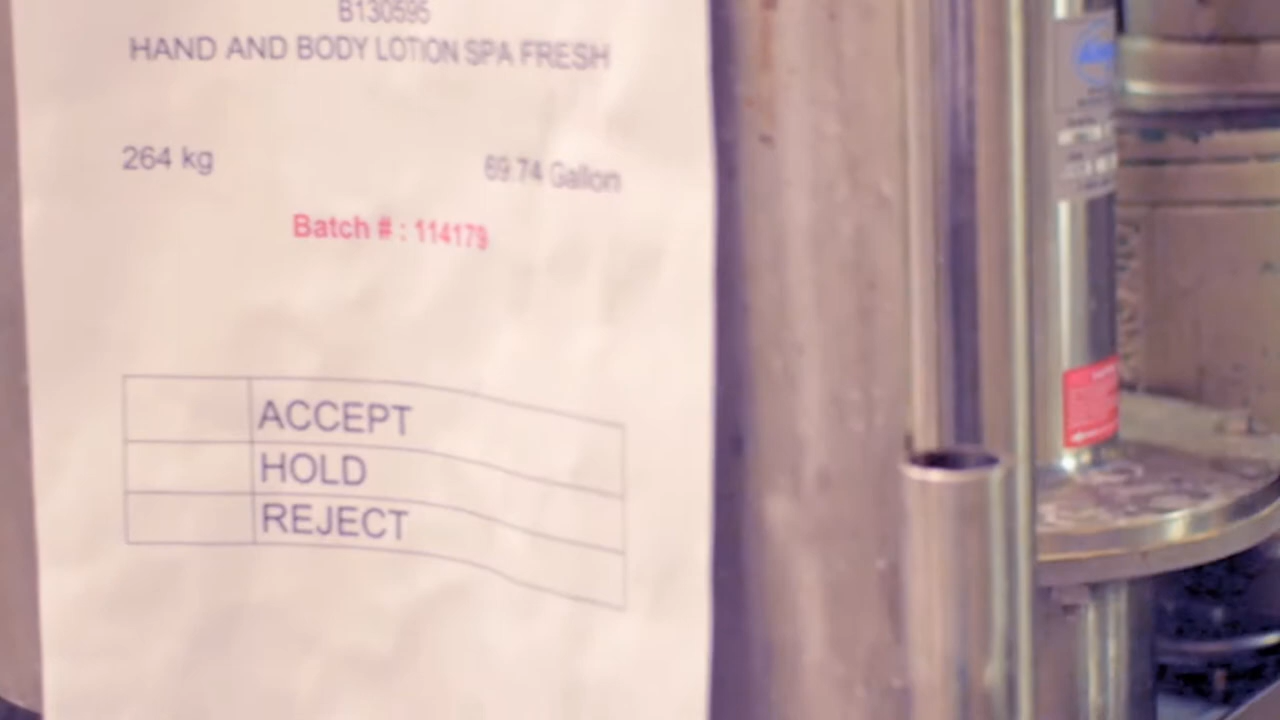 B130595
HAND AND BODY LOTION SPA FRESH
264 kg 69.74 Gallon
Batch # : 114179
ACCEPT
HOLD
REJECT